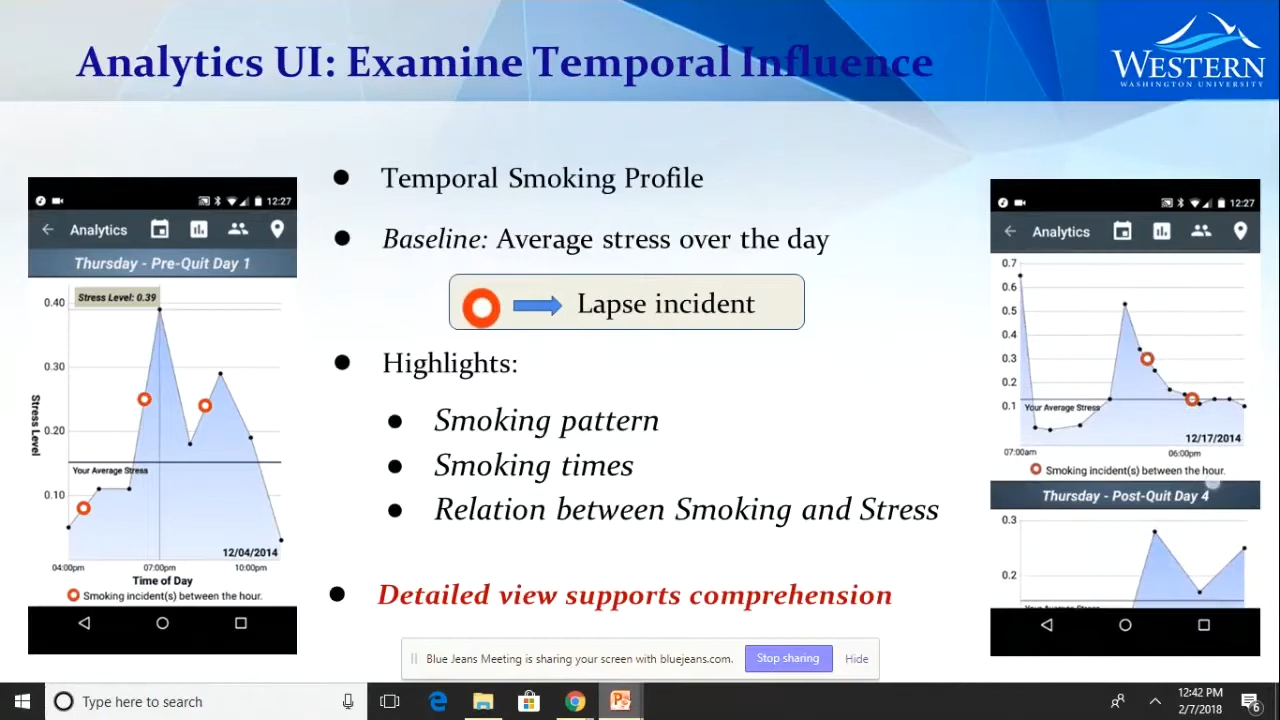 Analytics UI: Examine Temporal Influence
WESTERN
WASHINGTON UNIVERSITY
12:27
Analytics
Thursday - Pre-Quit Day 1
Stress Level: 0.39
0.40
0.30
0.20
0.10
Stress Level
Your Average Stress
12/04/2014
04:00pm 07:00pm 10:00pm
Time of Day
Smoking incident(s) between the hour.
● Temporal Smoking Profile
● Baseline: Average stress over the day
Lapse incident
● Highlights:
● Smoking pattern
● Smoking times
● Relation between Smoking and Stress
● Detailed view supports comprehension
12:27
Analytics
0.7
0.6
0.5
0.4
0.3
0.2
0.1
Your Average Stress
12/17/2014
07:00am 06:00pm
Smoking incident(s) between the hour.
Thursday - Post-Quit Day 4
0.3
0.2
Blue Jeans Meeting is sharing your screen with bluejeans.com. Stop sharing Hide
Type here to search
12:42 PM
2/7/2018
6